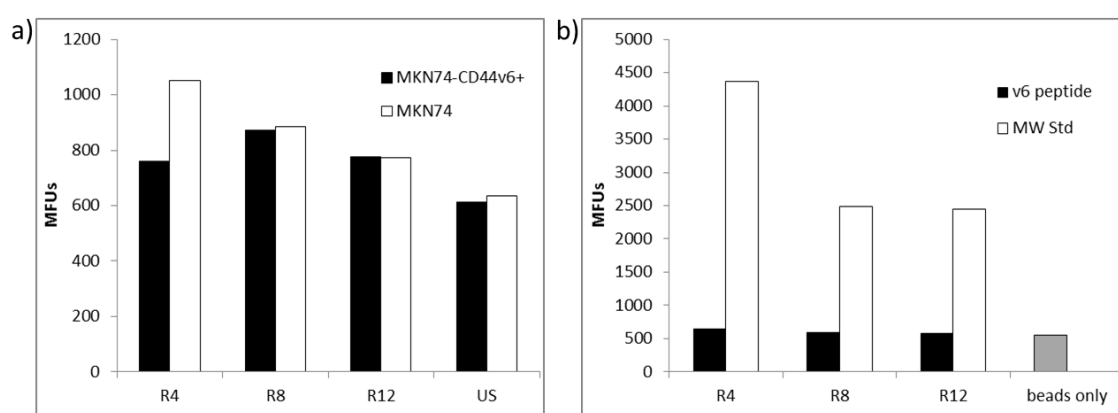 a)
1200
1000
800
600
400
200
0
MFUs
MKN74-CD44v6+
MKN74
R4 R8 R12 US
b)
5000
4500
4000
3500
3000
2500
2000
1500
1000
500
0
MFUs
v6 peptide
MW Std
R4 R8 R12 beads only